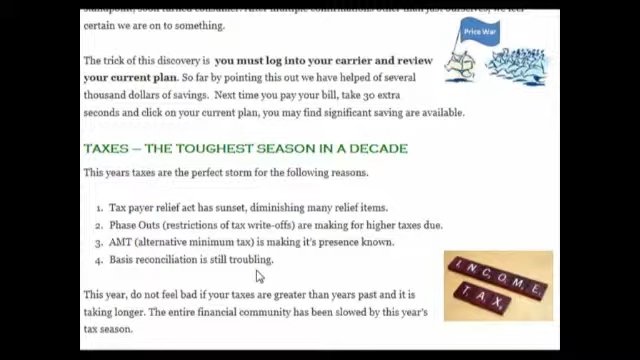 certain we are on to something.
Price War
The trick of this discovery is you must log into your carrier and review
your current plan. So far by pointing this out we have helped of several
thousand dollars of savings. Next time you pay your bill, take 30 extra
seconds and click on your current plan, you may find significant saving are available.
TAXES – THE TOUGHEST SEASON IN A DECADE
This years taxes are the perfect storm for the following reasons.
1. Tax payer relief act has sunset, diminishing many relief items.
2. Phase Outs (restrictions of tax write-offs) are making for higher taxes due.
3. AMT (alternative minimum tax) is making it's presence known.
4. Basis reconciliation is still troubling.
INCOME
TAX
This year, do not feel bad if your taxes are greater than years past and it is
taking longer. The entire financial community has been slowed by this year's
tax season.